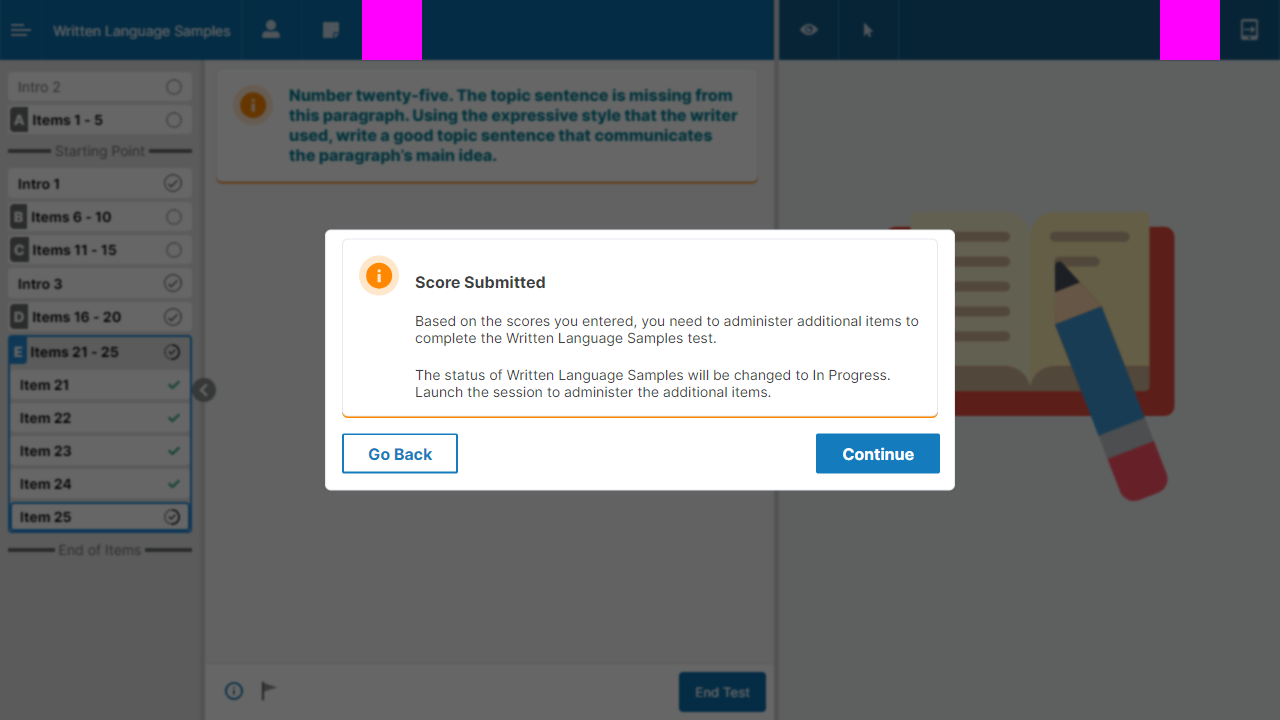 Written Language Samples
Intro 2
A Items 1 - 5
Starting Point
Intro 1
B Items 6 - 10
C Items 11 - 15
Intro 3
D Items 16 - 20
E Items 21 - 25
Item 21
Item 22
Item 23
Item 24
Item 25
End of Items
Number twenty-five. The topic sentence is missing from
this paragraph. Using the expressive style that the writer
used, write a good topic sentence that communicates
the paragraph's main idea.
Score Submitted
Based on the scores you entered, you need to administer additional items to
complete the Written Language Samples test.
The status of Written Language Samples will be changed to In Progress.
Launch the session to administer the additional items.
Go Back
Continue
End Test